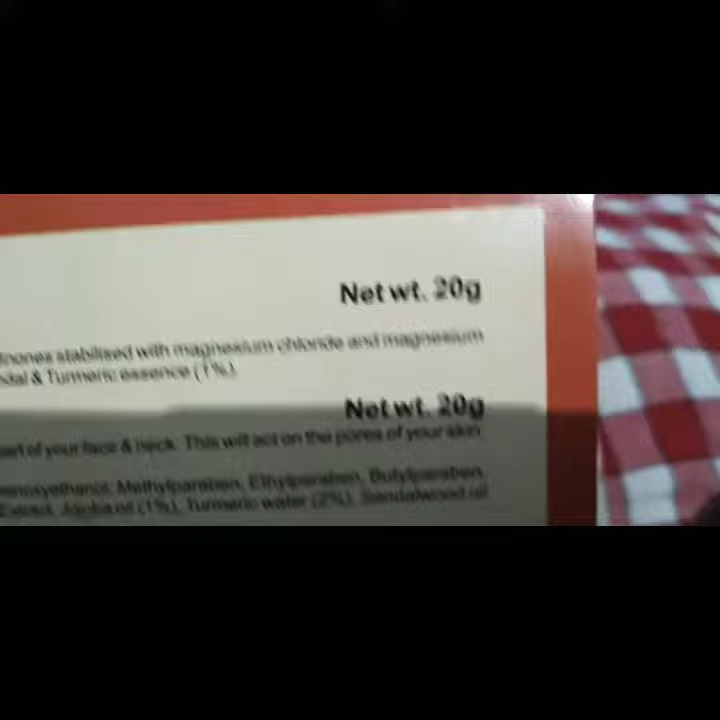 Net wt. 20g
stabilised with magnesium chloride and magnesium
& Turmeric essence (1%).
Net wt. 20g
of your face & neck. This will act on the pores of your skin
Methylparaben, Ethylparaben, Butylparaben,
Extract, Jojoba oil (1%), Turmeric water (2%), Sandalwood oil